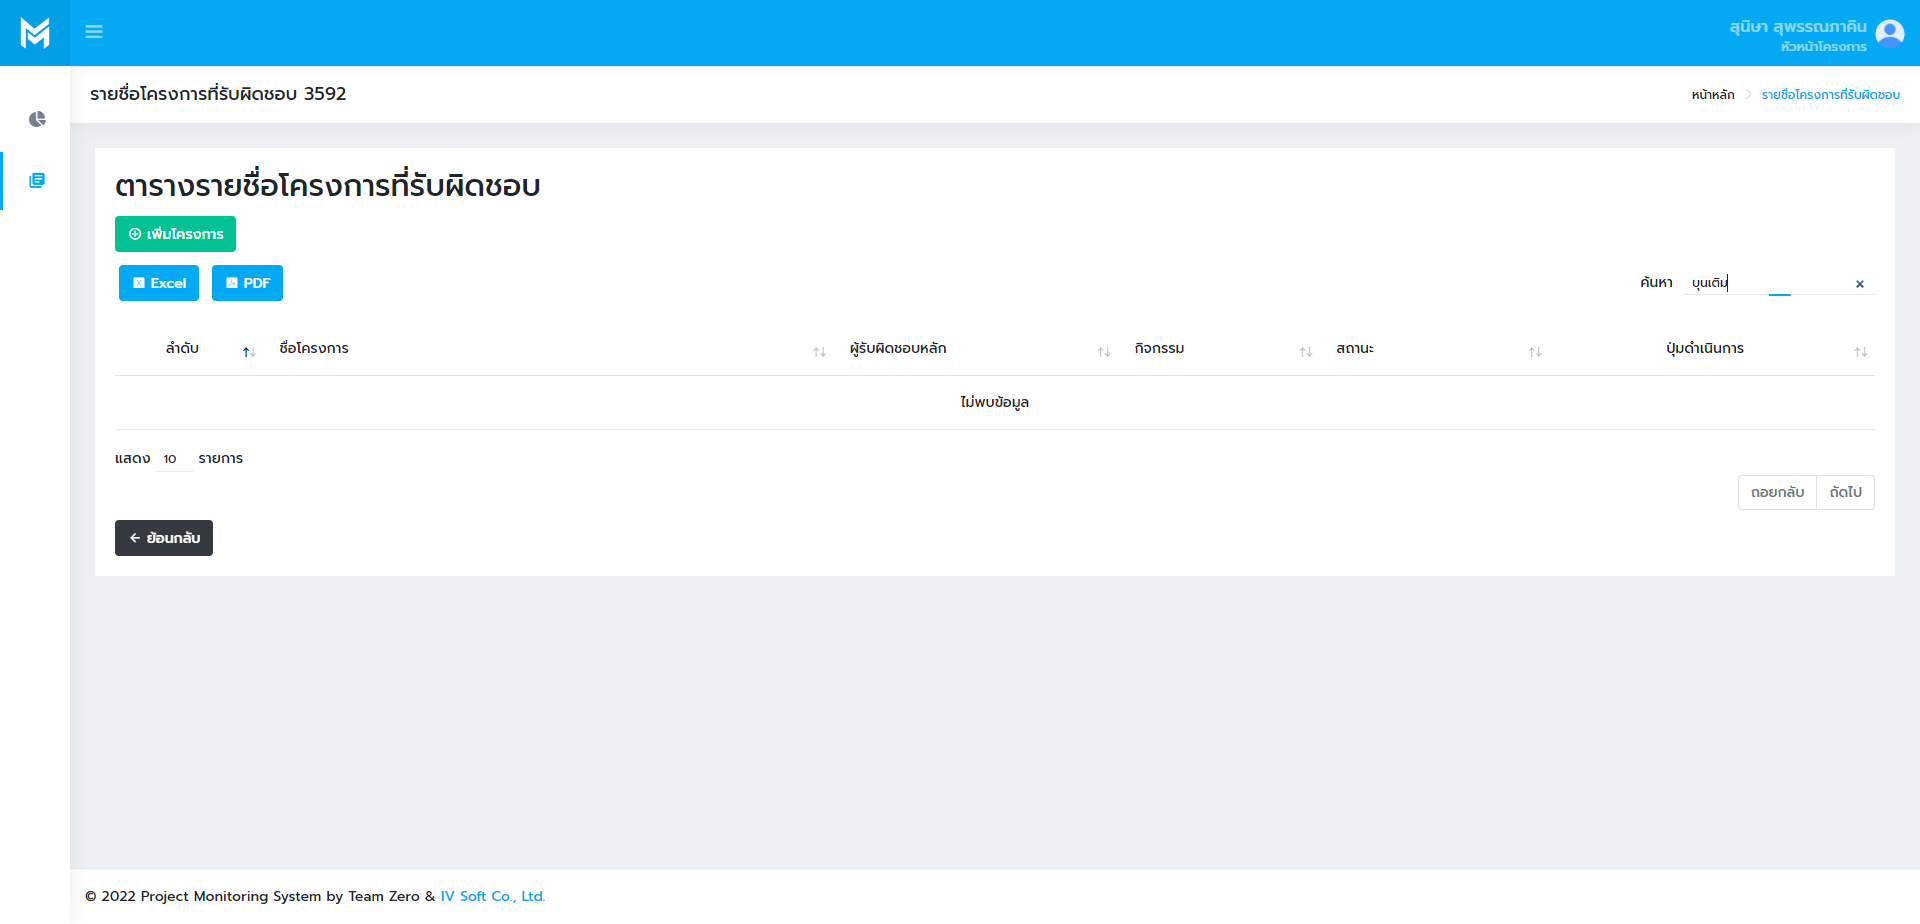 สุนิษา สุพรรณภาคิน
หัวหน้าโครงการ
รายชื่อโครงการที่รับผิดชอบ 3592
หน้าหลัก รายชื่อโครงการที่รับผิดชอบ
ตารางรายชื่อโครงการที่รับผิดชอบ
เพิ่มโครงการ
Excel PDF
ค้นหา บุนเติม
ลำดับ ชื่อโครงการ ผู้รับผิดชอบหลัก กิจกรรม สถานะ ปุ่มดำเนินการ
ไม่พบข้อมูล
แสดง 10 รายการ
ถอยกลับ ถัดไป
ย้อนกลับ
© 2022 Project Monitoring System by Team Zero & IV Soft Co., Ltd.